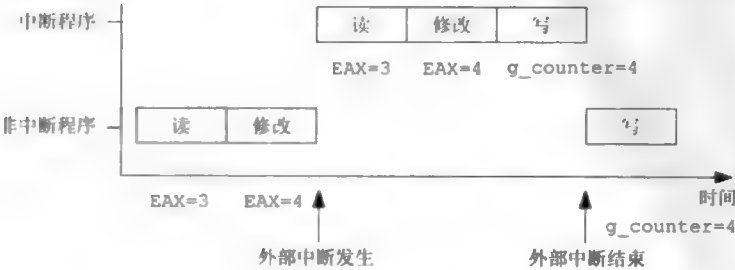 中断程序
读 修改 写
EAX=3 EAX=4 g_counter=4
非中断程序
读 修改 写
EAX=3 EAX=4
时间
g_counter=4
外部中断发生 外部中断结束